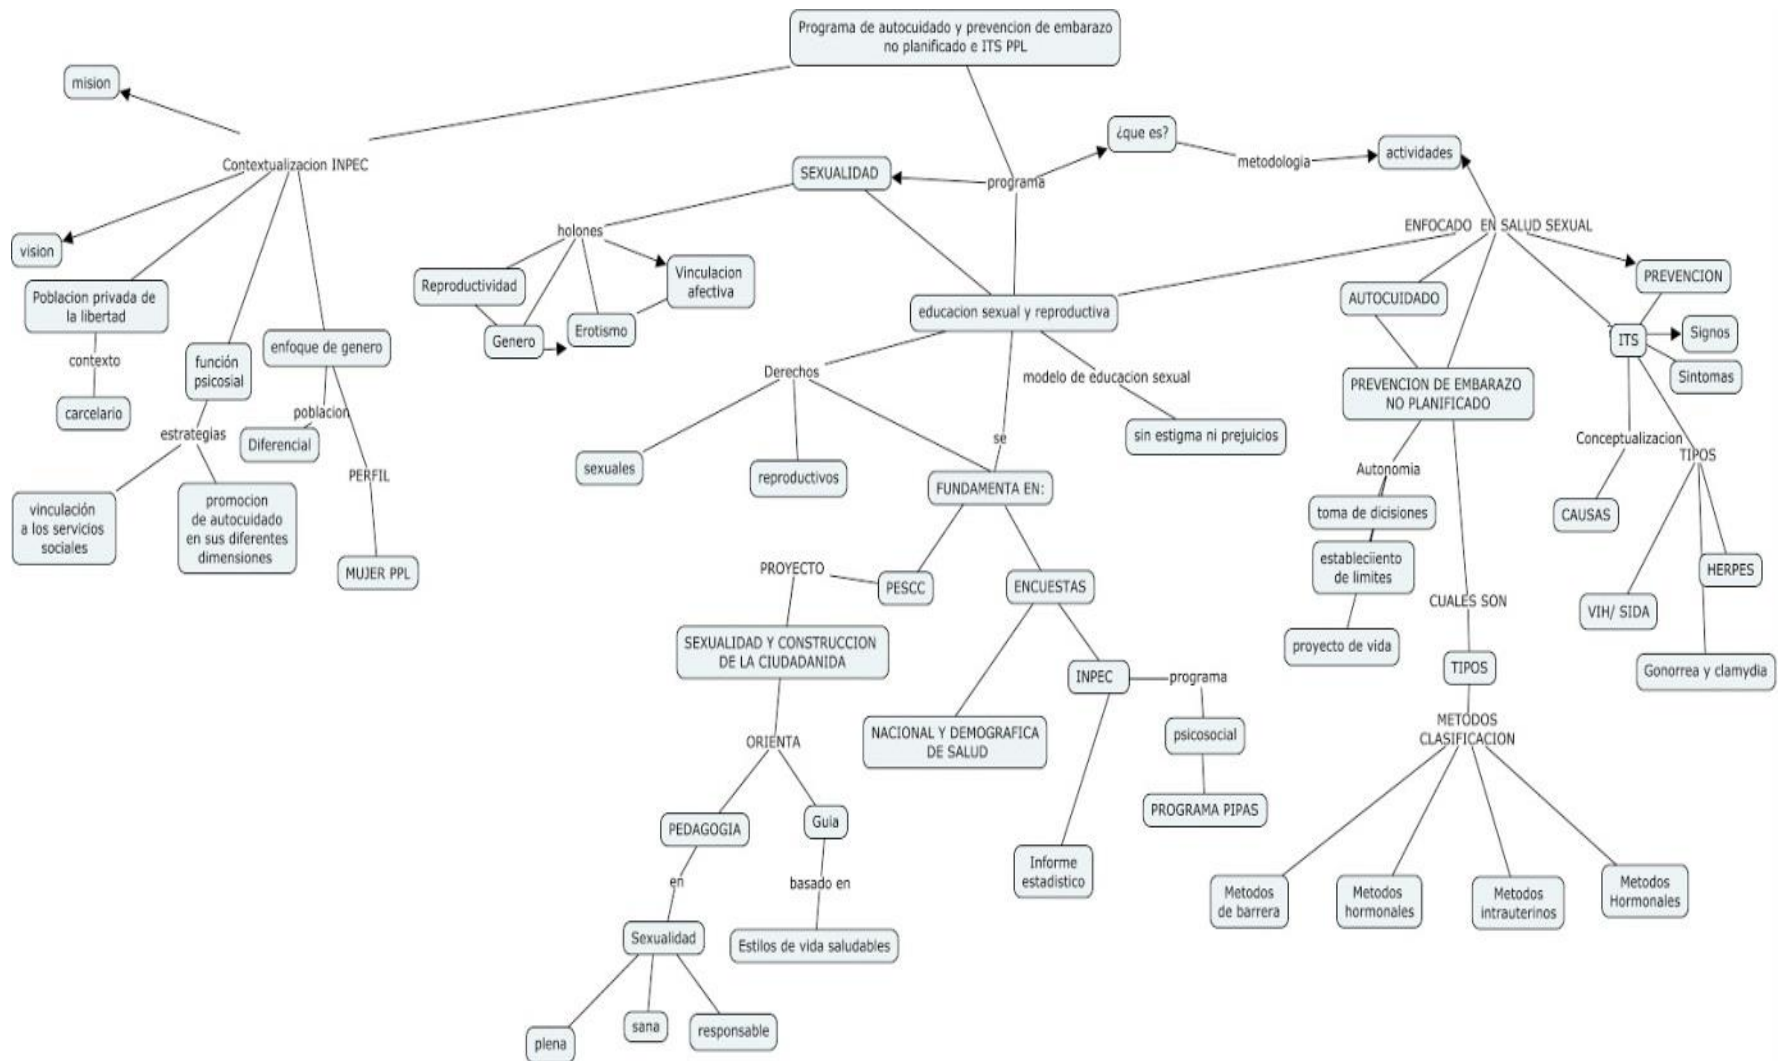 Programa de autocuidado y prevencion de embarazo
no planificado e ITS PPL
mision
Contextualizacion INPEC
vision
Poblacion privada de
la libertad
contexto
carcelario
función
psicosial
estrategias
vinculación
a los servicios
sociales
promocion
de autocuidado
en sus diferentes
dimensiones
enfoque de genero
poblacion
Diferencial
PERFIL
MUJER PPL
programa
SEXUALIDAD
holones
Reproductividad
Genero
Erotismo
Vinculacion
afectiva
¿que es?
metodologia
actividades
educacion sexual y reproductiva
Derechos
sexuales
reproductivos
modelo de educacion sexual
sin estigma ni prejuicios
se
FUNDAMENTA EN:
PESCC
PROYECTO
SEXUALIDAD Y CONSTRUCCION
DE LA CIUDADANIDA
ORIENTA
PEDAGOGIA
en
Sexualidad
plena
sana
responsable
Guia
basado en
Estilos de vida saludables
ENCUESTAS
NACIONAL Y DEMOGRAFICA
DE SALUD
INPEC
programa
psicosocial
PROGRAMA PIPAS
Informe
estadistico
ENFOCADO EN SALUD SEXUAL
AUTOCUIDADO
PREVENCION DE EMBARAZO
NO PLANIFICADO
Autonomia
toma de dicisiones
estableciiento
de limites
proyecto de vida
CUALES SON
TIPOS
METODOS
CLASIFICACION
Metodos
de barrera
Metodos
hormonales
Metodos
intrauterinos
Metodos
Hormonales
PREVENCION
ITS
Signos
Sintomas
Conceptualizacion
CAUSAS
TIPOS
VIH/ SIDA
HERPES
Gonorrea y clamydia